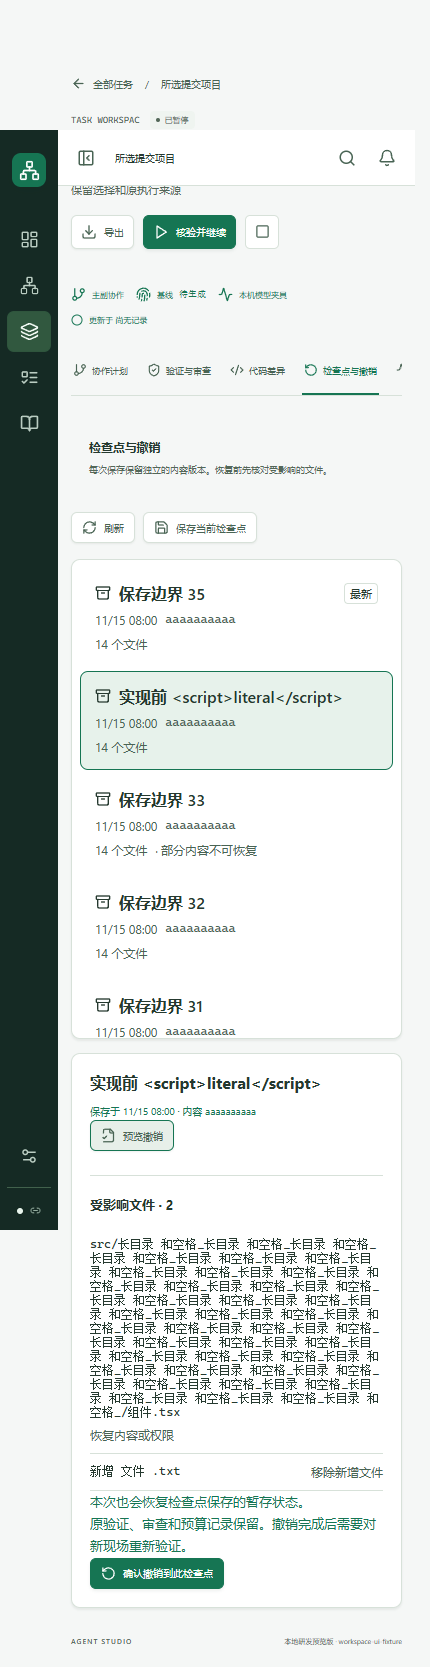 全部任务 / 所选提交项目
TASK WORKSPAC 已暂停
所选提交项目
保留选择和原执行来源
导出 核验并继续
主副协作 基线 待生成 本机模型夹具
更新于 尚无记录
协作计划 验证与审查 代码差异 检查点与撤销
检查点与撤销
每次保存保留独立的内容版本。恢复前先核对受影响的文件。
刷新 保存当前检查点
保存边界 35 最新
11/15 08:00 aaaaaaaaaa
14 个文件
实现前 <script>literal</script>
11/15 08:00 aaaaaaaaaa
14 个文件
保存边界 33
11/15 08:00 aaaaaaaaaa
14 个文件 · 部分内容不可恢复
保存边界 32
11/15 08:00 aaaaaaaaaa
14 个文件
保存边界 31
11/15 08:00 aaaaaaaaaa
实现前 <script>literal</script>
保存于 11/15 08:00 · 内容 aaaaaaaaaa
预览撤销
受影响文件 · 2
src/长目录 和空格_长目录 和空格_长目录 和空格_
长目录 和空格_长目录 和空格_长目录 和空格_长目
录 和空格_长目录 和空格_长目录 和空格_长目录 和
空格_长目录 和空格_长目录 和空格_长目录 和空格_
长目录 和空格_长目录 和空格_长目录 和空格_长目
录 和空格_长目录 和空格_长目录 和空格_长目录 和
空格_长目录 和空格_长目录 和空格_长目录 和空格_
长目录 和空格_长目录 和空格_长目录 和空格_长目
录 和空格_长目录 和空格_长目录 和空格_长目录 和
空格_长目录 和空格_长目录 和空格_长目录 和空格_
长目录 和空格_长目录 和空格_长目录 和空格_长目
录 和空格_长目录 和空格_长目录 和空格_长目录 和
空格_/组件.tsx
恢复内容或权限
新增 文件 .txt 移除新增文件
本次也会恢复检查点保存的暂存状态。
原验证、审查和预算记录保留。撤销完成后需要对
新现场重新验证。
确认撤销到此检查点
AGENT STUDIO 本地研发预览版 · workspace-ui-fixture